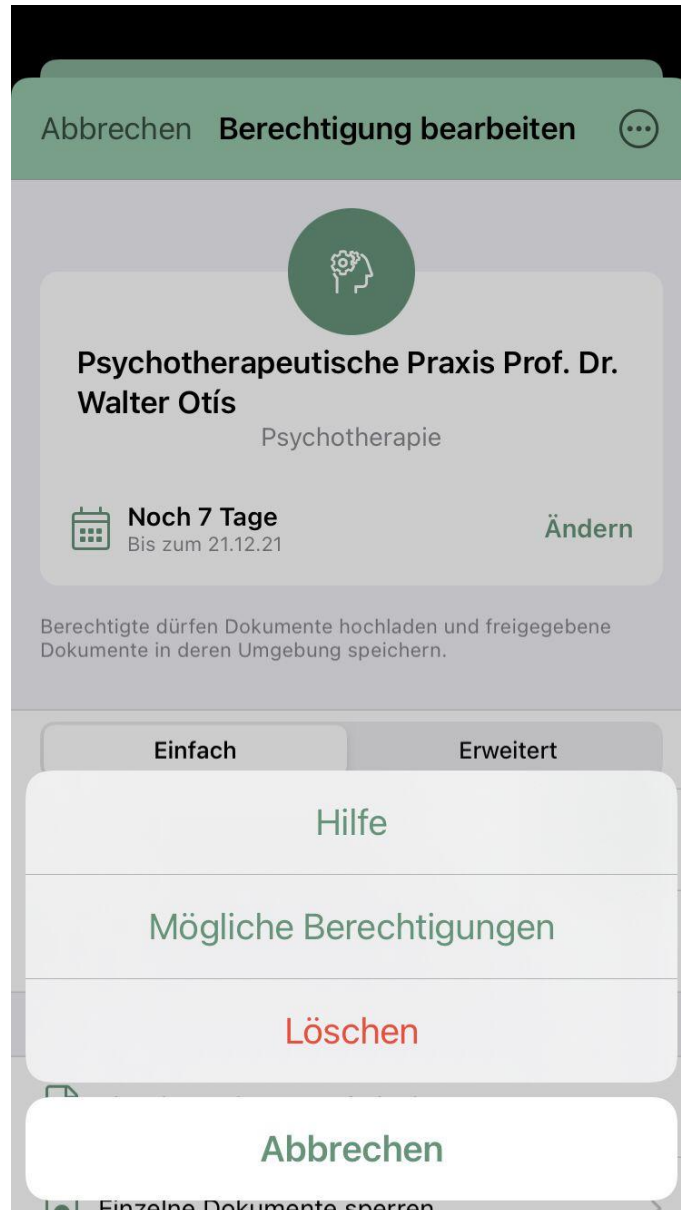 Abbrechen Berechtigung bearbeiten
Psychotherapeutische Praxis Prof. Dr.
Walter Otís
Psychotherapie
Noch 7 Tage
Bis zum 21.12.21
Ändern
Berechtigte dürfen Dokumente hochladen und freigegebene
Dokumente in deren Umgebung speichern.
Einfach Erweitert
Hilfe
Mögliche Berechtigungen
Löschen
Abbrechen
Einzelne Dokumente sperren